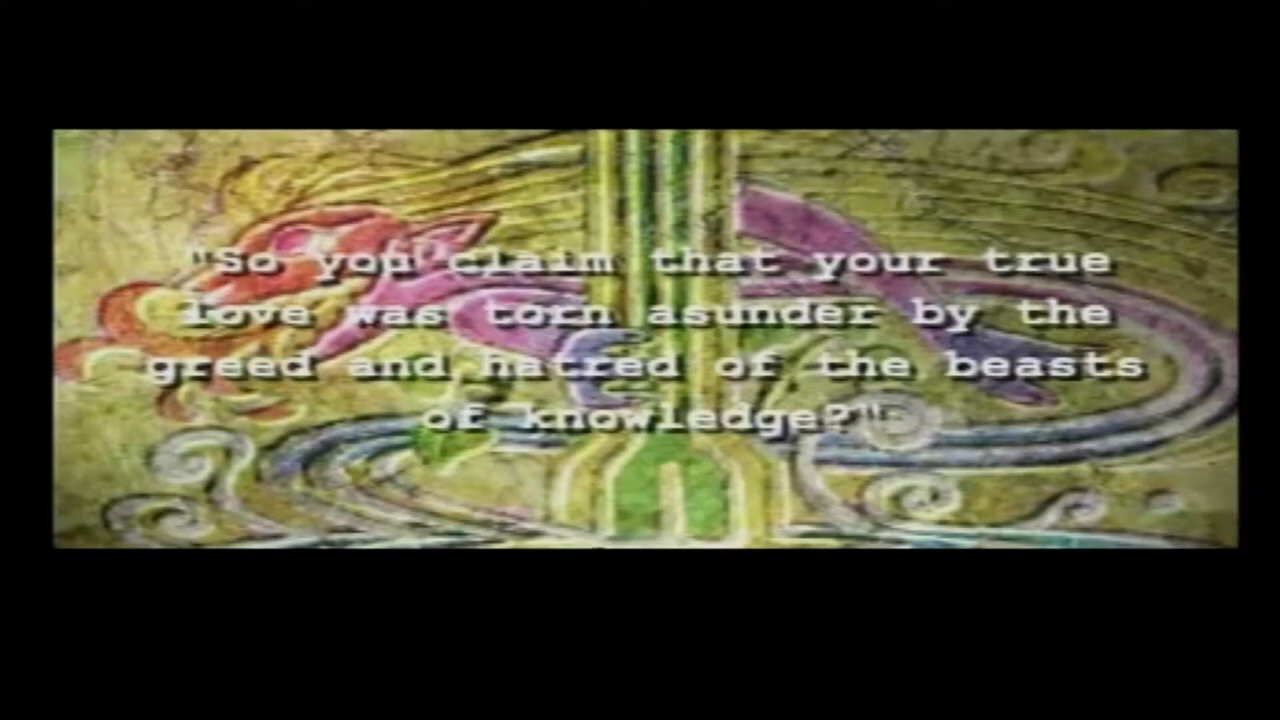 "So you claim that your true
love was torn asunder by the
greed and hatred of the beasts
of knowledge?"